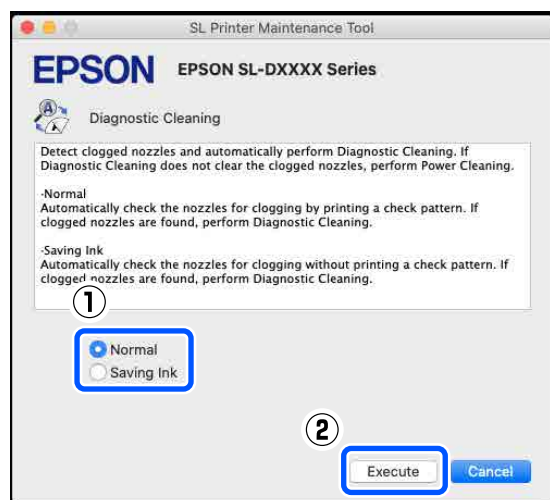 SL Printer Maintenance Tool
EPSON EPSON SL-DXXXX Series
A Diagnostic Cleaning
Detect clogged nozzles and automatically perform Diagnostic Cleaning. If
Diagnostic Cleaning does not clear the clogged nozzles, perform Power Cleaning.
·Normal
Automatically check the nozzles for clogging by printing a check pattern. If
clogged nozzles are found, perform Diagnostic Cleaning.
·Saving Ink
Automatically check the nozzles for clogging without printing a check pattern. If
clogged nozzles are found, perform Diagnostic Cleaning.
①
Normal
Saving Ink
②
Execute Cancel